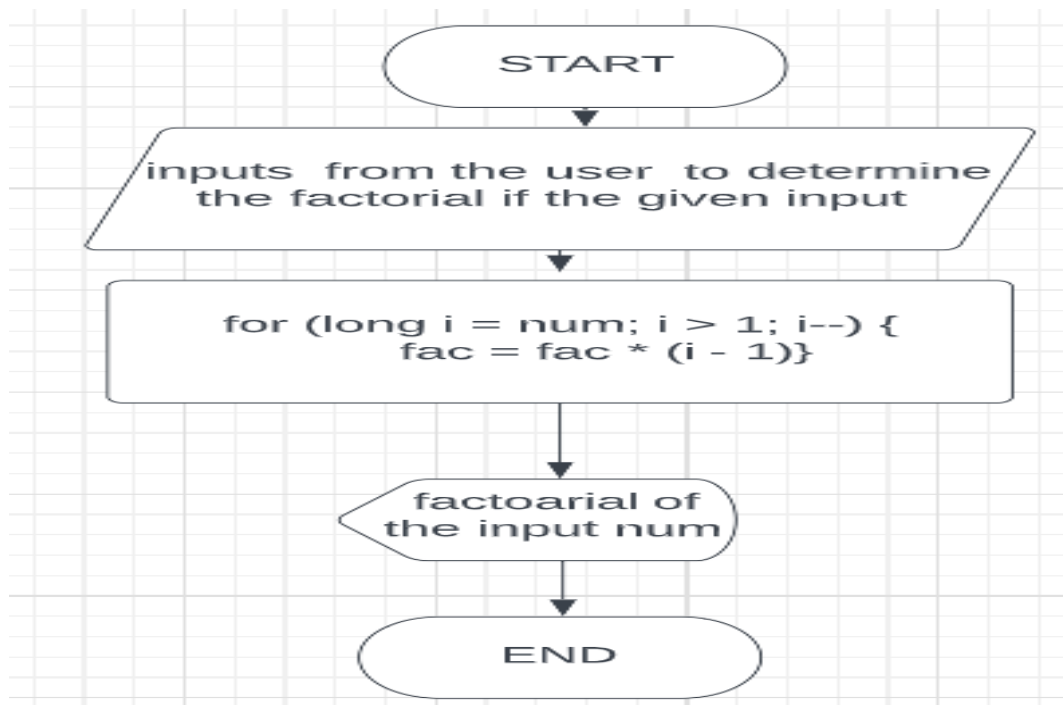 START
inputs from the user to determine
the factorial if the given input
for (long i = num; i > 1; i--) {
fac = fac * (i - 1)}
factoarial of
the input num
END